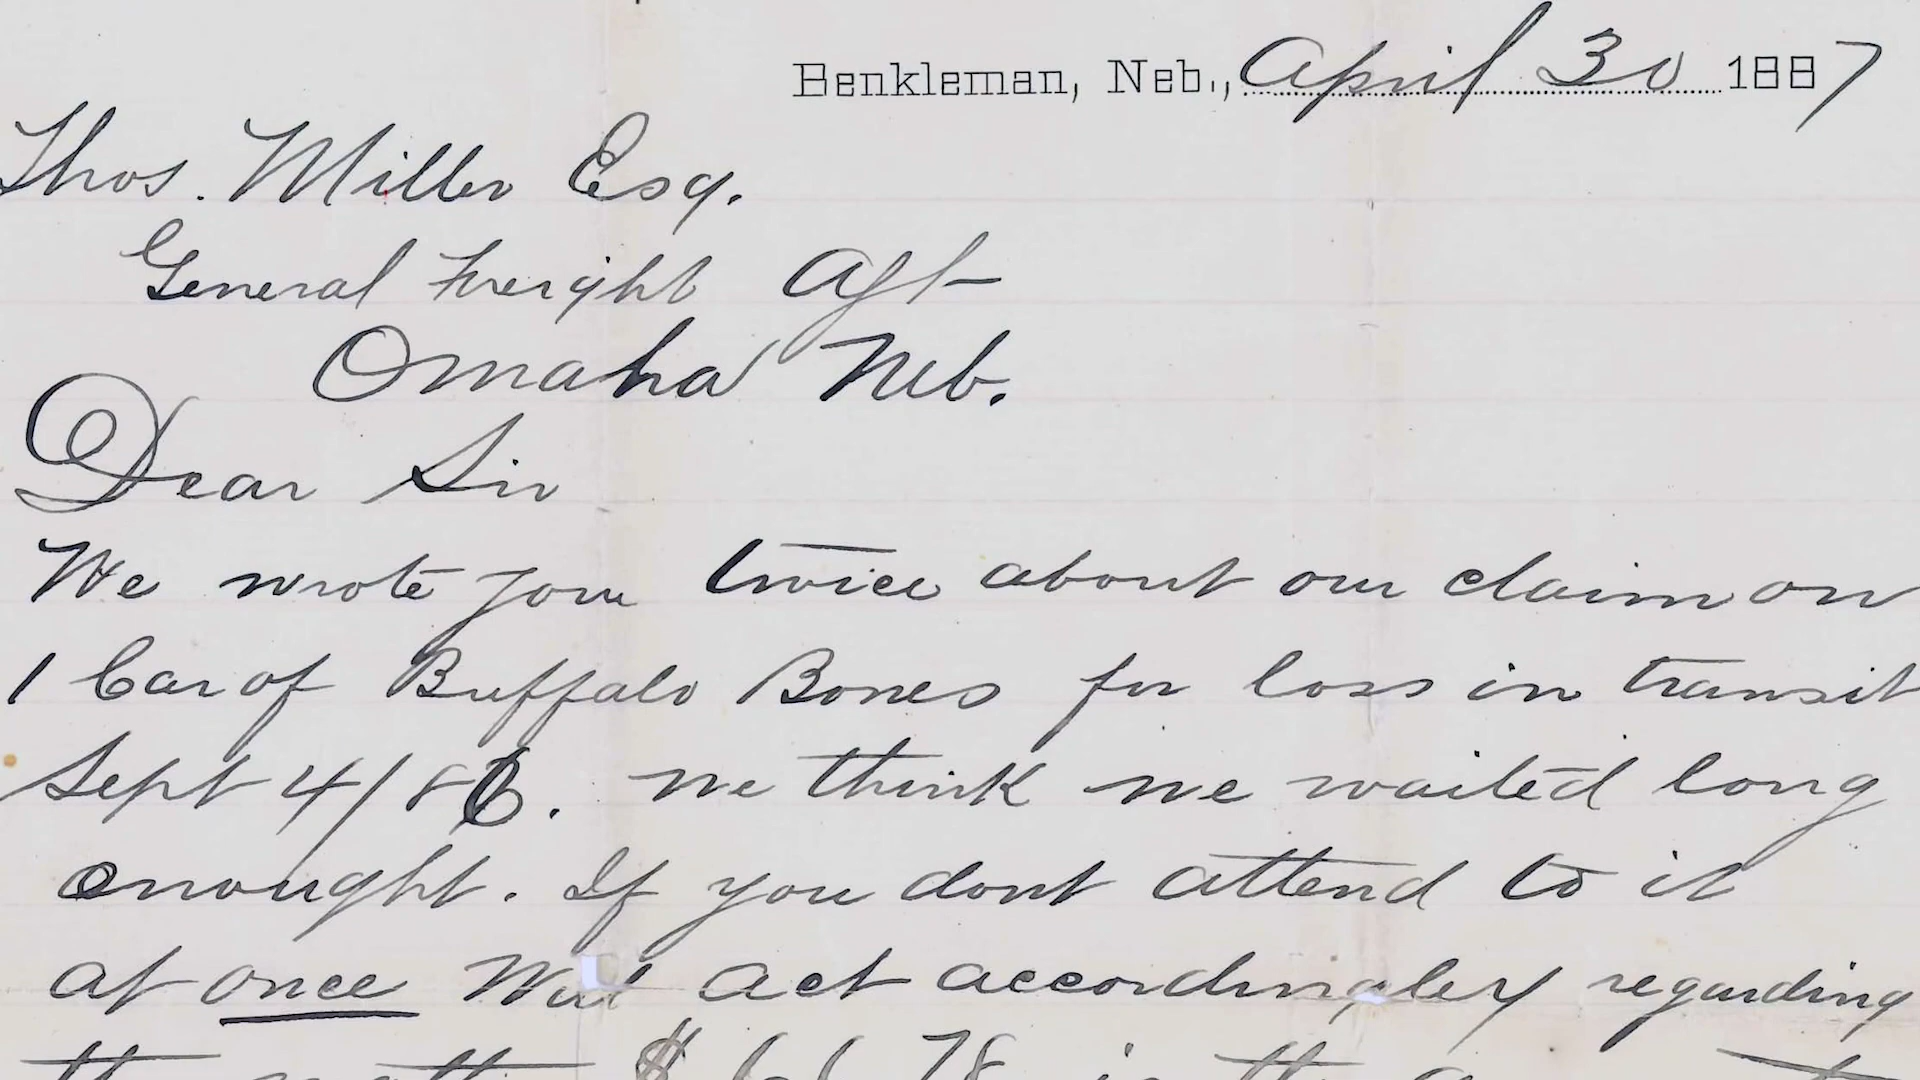 Benkleman, Neb., April 30 1887
Thos. Miller Esq.
General Freight Agt
Omaha Neb.
Dear Sir
We wrote you twice about our claim on
1 Car of Buffalo Bones for loss in transit
Sept 4/86. we think we waited long
enought. If you dont attend to it
at once Will act accordingley regarding